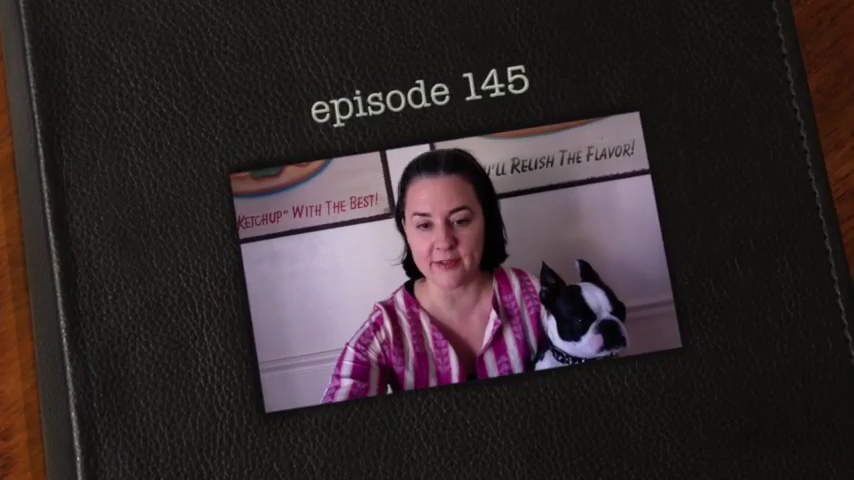 episode 145
KETCHUP" WITH THE BEST!
'LL RELISH THE FLAVOR!